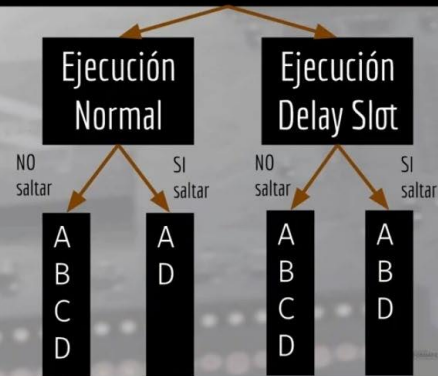 Ejecución
Normal
Ejecución
Delay Slot
NO
saltar
SI
saltar
NO
saltar
SI
saltar
A
B
C
D
A
D
A
B
C
D
A
B
D